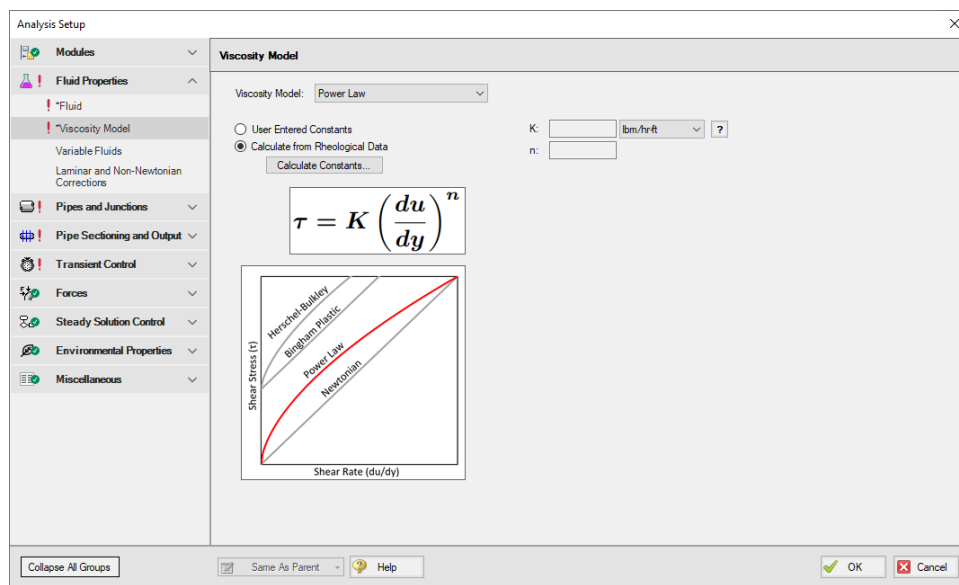 Analysis Setup
Modules
Fluid Properties
! *Fluid
! *Viscosity Model
Variable Fluids
Laminar and Non-Newtonian
Corrections
Pipes and Junctions
Pipe Sectioning and Output
Transient Control
Forces
Steady Solution Control
Environmental Properties
Miscellaneous
Collapse All Groups
Viscosity Model
Viscosity Model: Power Law
User Entered Constants
Calculate from Rheological Data
Calculate Constants...
K: lbm/hr-ft ?
n:
τ = K (du/dy)^n
Herschel-Bulkley
Bingham Plastic
Power Law
Newtonian
Shear Stress (τ)
Shear Rate (du/dy)
Same As Parent
Help
OK
Cancel